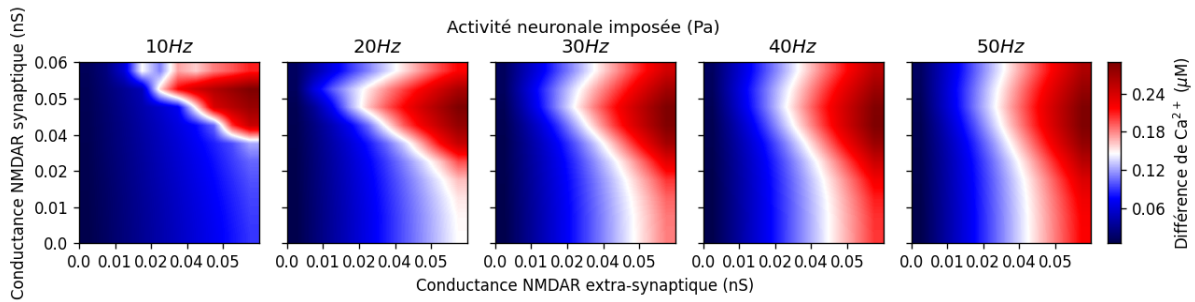 Activité neuronale imposée (Pa)
10Hz 20Hz 30Hz 40Hz 50Hz
Conductance NMDAR synaptique (nS)
0.06
0.05
0.04
0.02
0.01
0.0
0.0 0.01 0.02 0.04 0.05
0.0 0.01 0.02 0.04 0.05
0.0 0.01 0.02 0.04 0.05
0.0 0.01 0.02 0.04 0.05
0.0 0.01 0.02 0.04 0.05
Conductance NMDAR extra-synaptique (nS)
0.24
0.18
0.12
0.06
Différence de Ca²⁺ (μM)